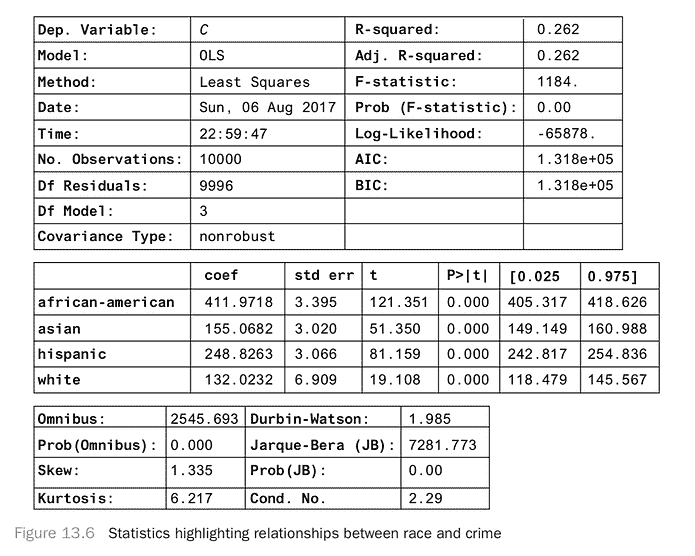 Dep. Variable: C R-squared: 0.262
Model: OLS Adj. R-squared: 0.262
Method: Least Squares F-statistic: 1184.
Date: Sun, 06 Aug 2017 Prob (F-statistic): 0.00
Time: 22:59:47 Log-Likelihood: -65878.
No. Observations: 10000 AIC: 1.318e+05
Df Residuals: 9996 BIC: 1.318e+05
Df Model: 3
Covariance Type: nonrobust
coef std err t P>|t| [0.025 0.975]
african-american 411.9718 3.395 121.351 0.000 405.317 418.626
asian 155.0682 3.020 51.350 0.000 149.149 160.988
hispanic 248.8263 3.066 81.159 0.000 242.817 254.836
white 132.0232 6.909 19.108 0.000 118.479 145.567
Omnibus: 2545.693 Durbin-Watson: 1.985
Prob(Omnibus): 0.000 Jarque-Bera (JB): 7281.773
Skew: 1.335 Prob(JB): 0.00
Kurtosis: 6.217 Cond. No. 2.29
Figure 13.6 Statistics highlighting relationships between race and crime